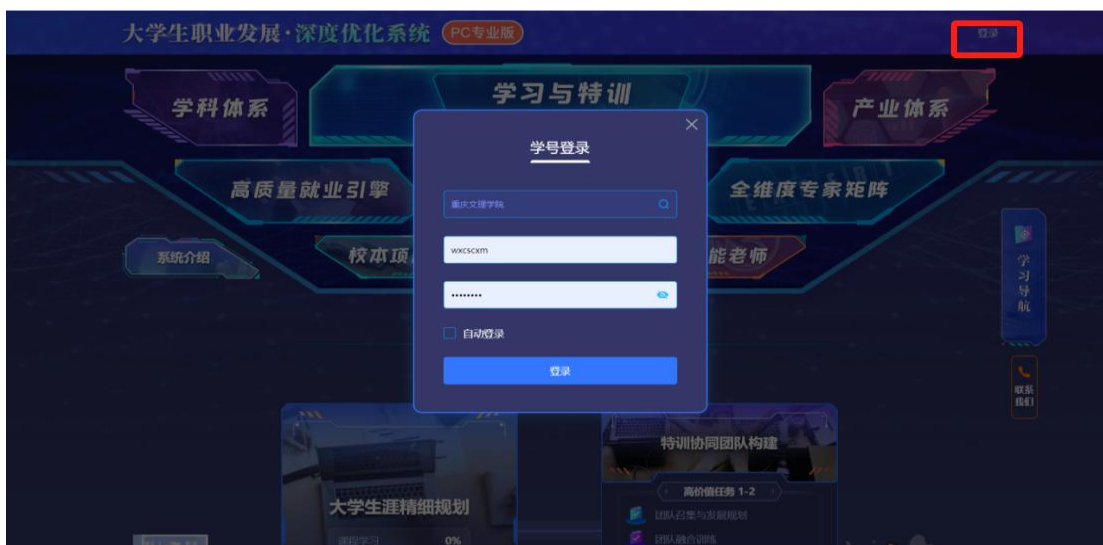 大学生职业发展·深度优化系统 PC专业版
登录
学科体系
学习与特训
产业体系
学号登录
高质量就业引擎
全维度专家矩阵
重庆文理学院
系统介绍
校本项
wxcscxm
能老师
学习导航
••••••••
自动登录
登录
联系
我们
特训协同团队构建
高价值任务 1-2
大学生涯精细规划
团队召集与发展规划
课程学习 0%
团队融合训练